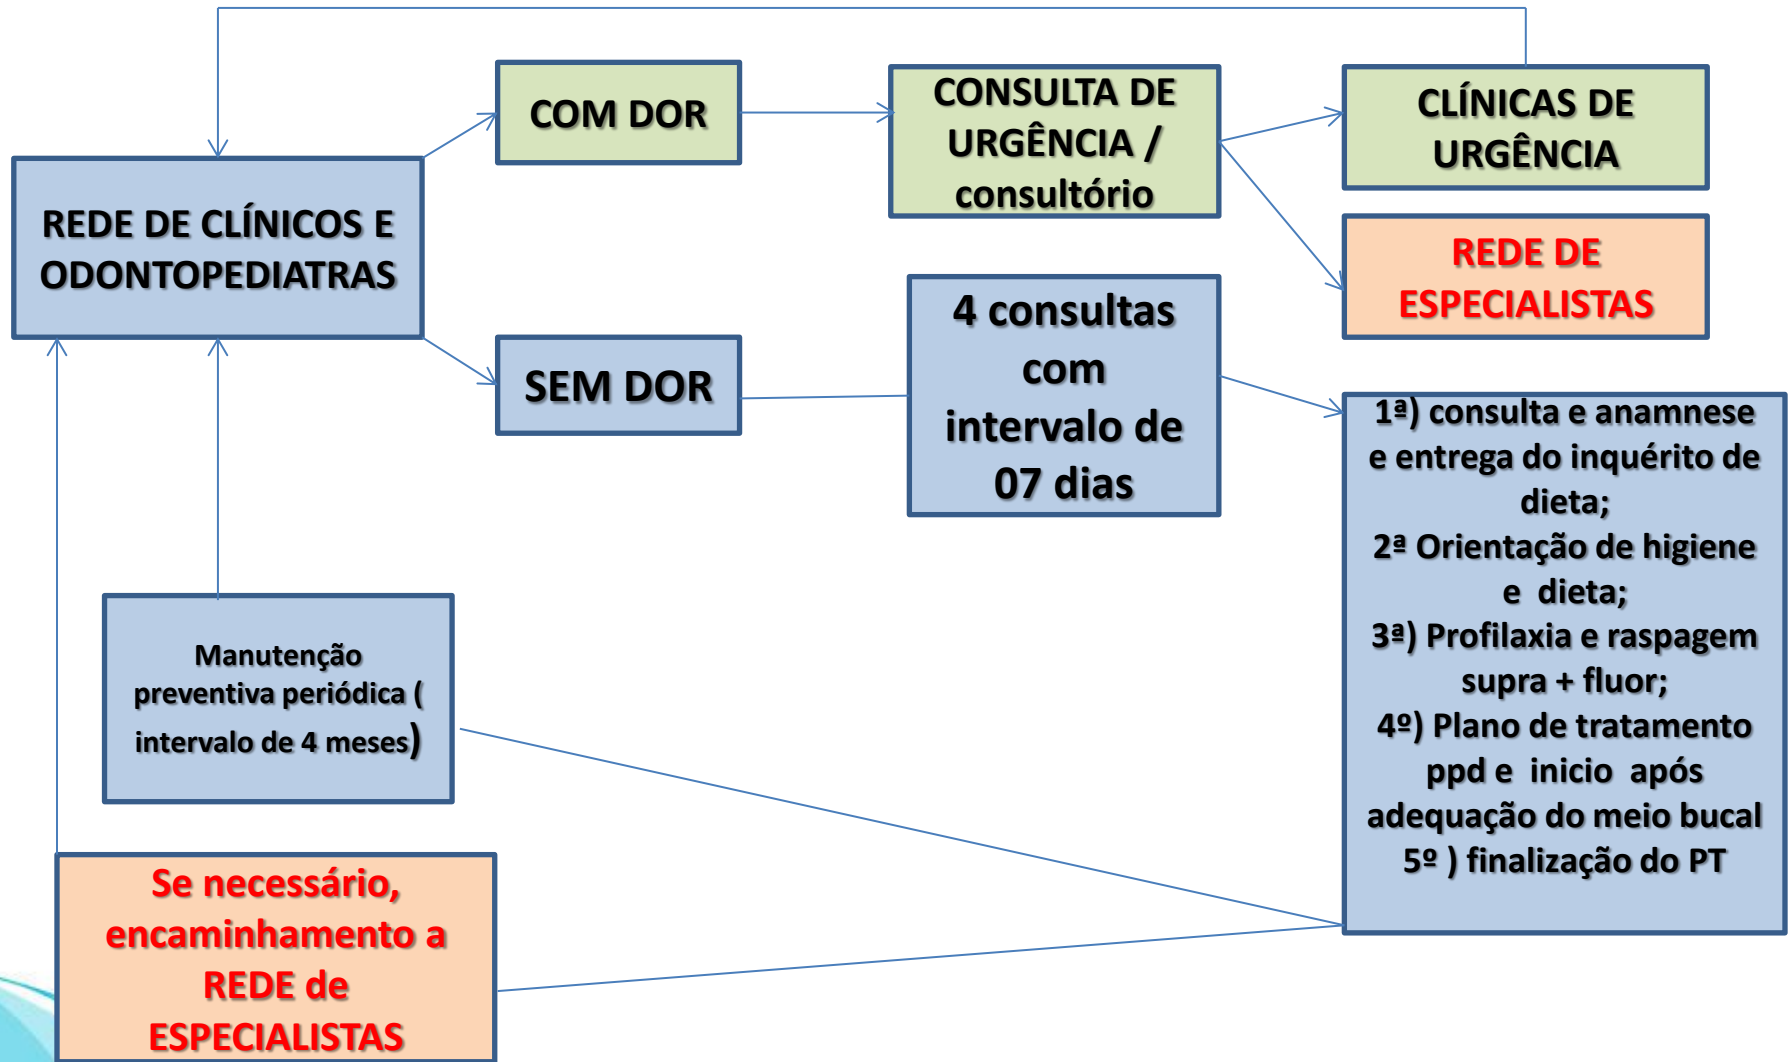 COM DOR
CONSULTA DE
URGÊNCIA /
consultório
CLÍNICAS DE
URGÊNCIA
REDE DE CLÍNICOS E
ODONTOPEDIATRAS
REDE DE
ESPECIALISTAS
SEM DOR
4 consultas
com
intervalo de
07 dias
1ª) consulta e anamnese
e entrega do inquérito de
dieta;
2ª Orientação de higiene
e dieta;
3ª) Profilaxia e raspagem
supra + fluor;
4º) Plano de tratamento
ppd e inicio após
adequação do meio bucal
5º ) finalização do PT
Manutenção
preventiva periódica (
intervalo de 4 meses)
Se necessário,
encaminhamento a
REDE de
ESPECIALISTAS